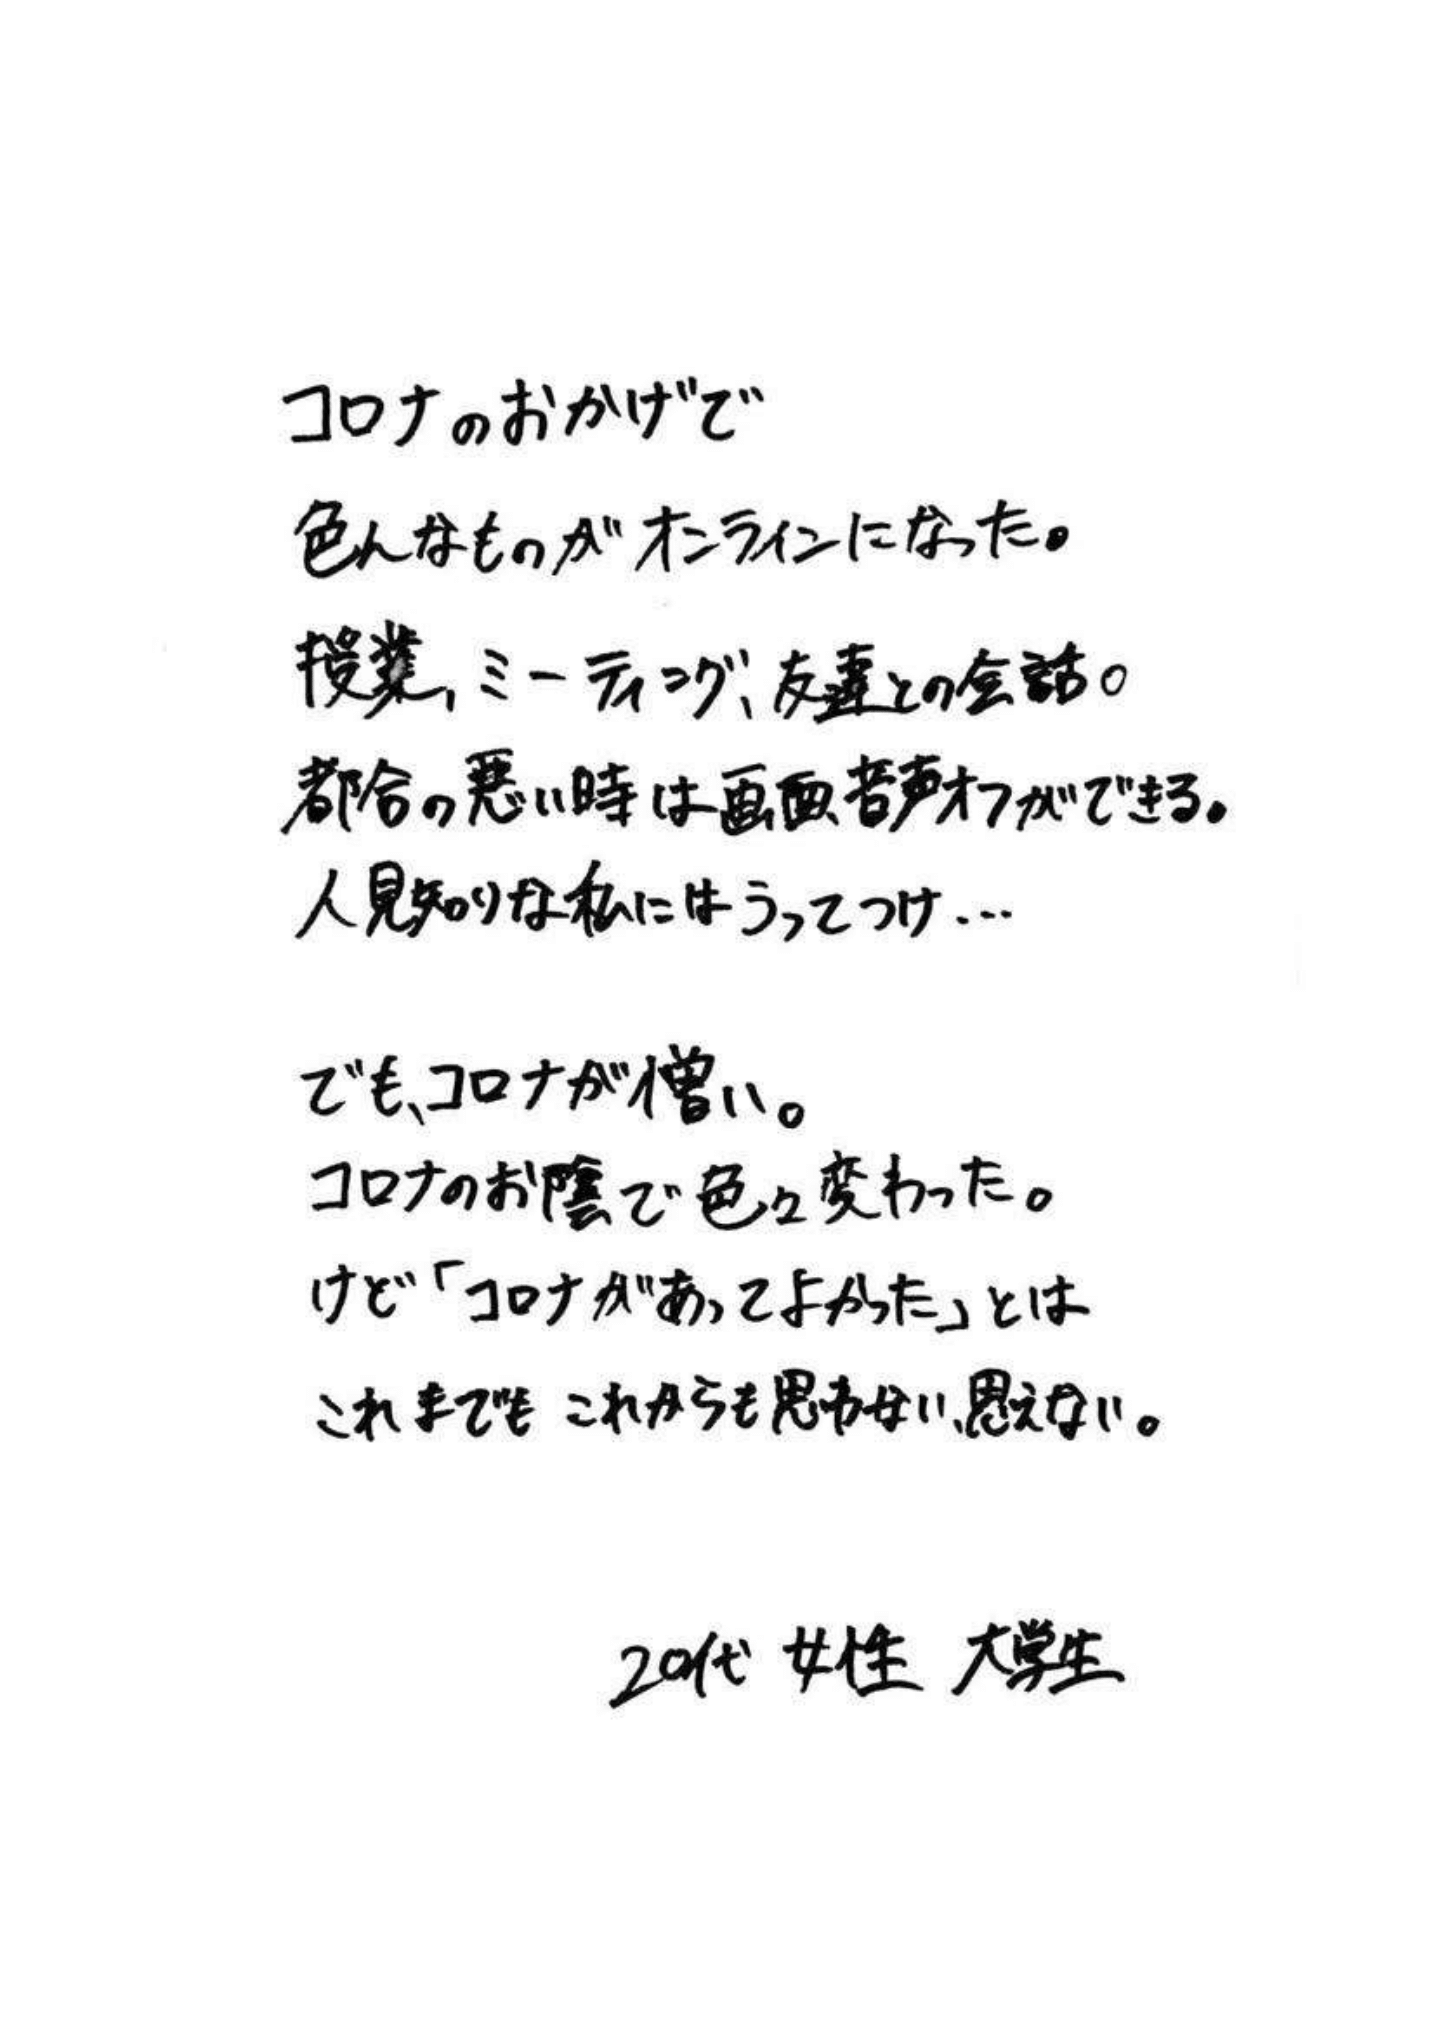 コロナのおかげで
色んなものがオンラインになった。
授業、ミーティング、友達との会話。
都合の悪い時は画面、音声オフができる。
人見知りな私にはうってつけ…
でも、コロナが憎い。
コロナのお陰で色々変わった。
けど「コロナがあってよかった」とは
これまでも これからも思わない、思えない。
20代 女性 大学生